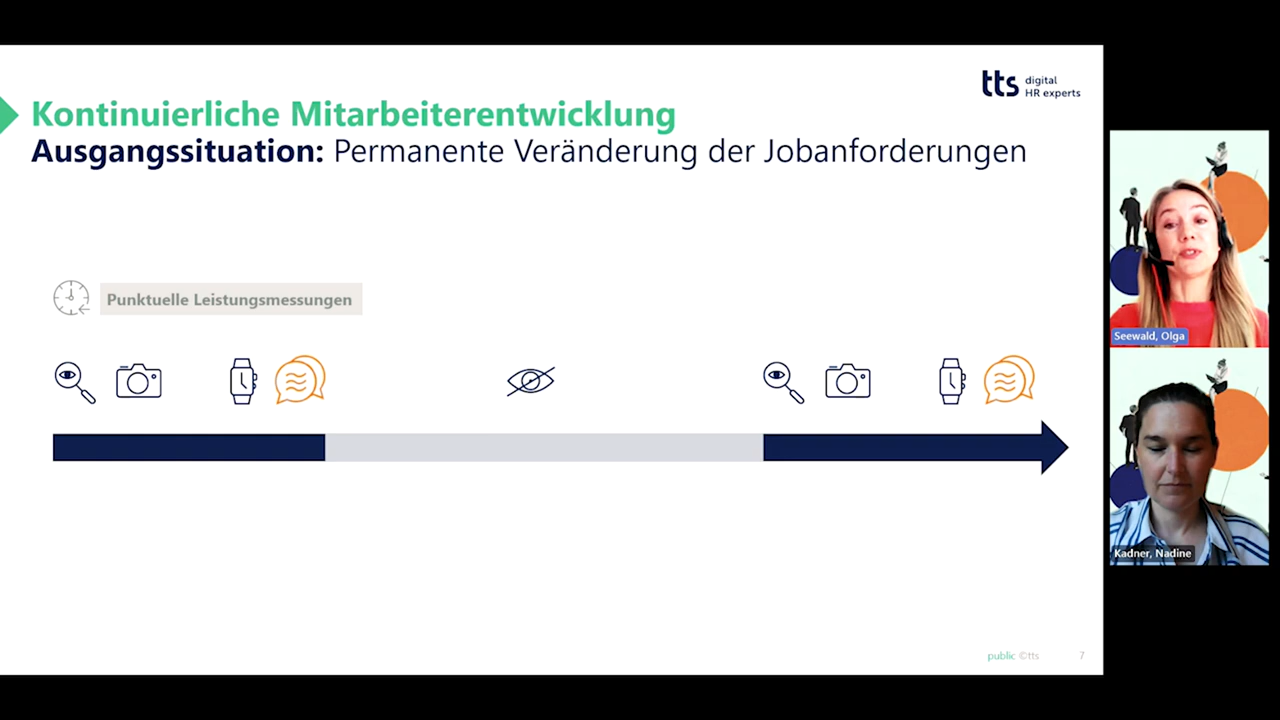 tts digital
HR experts
Kontinuierliche Mitarbeiterentwicklung
Ausgangssituation: Permanente Veränderung der Jobanforderungen
Punktuelle Leistungsmessungen
Seewald, Olga
Kadner, Nadine
public ©tts 7